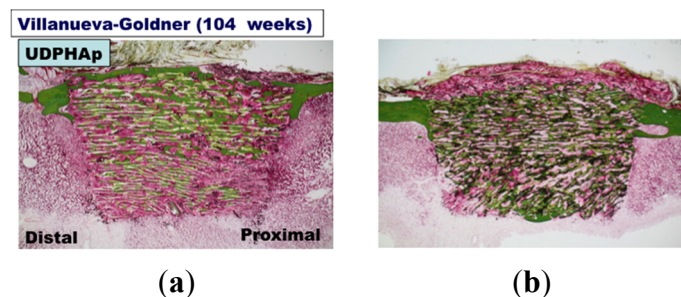 Villanueva-Goldner (104 weeks)
UDPHAp
Distal
Proximal
(a)
(b)